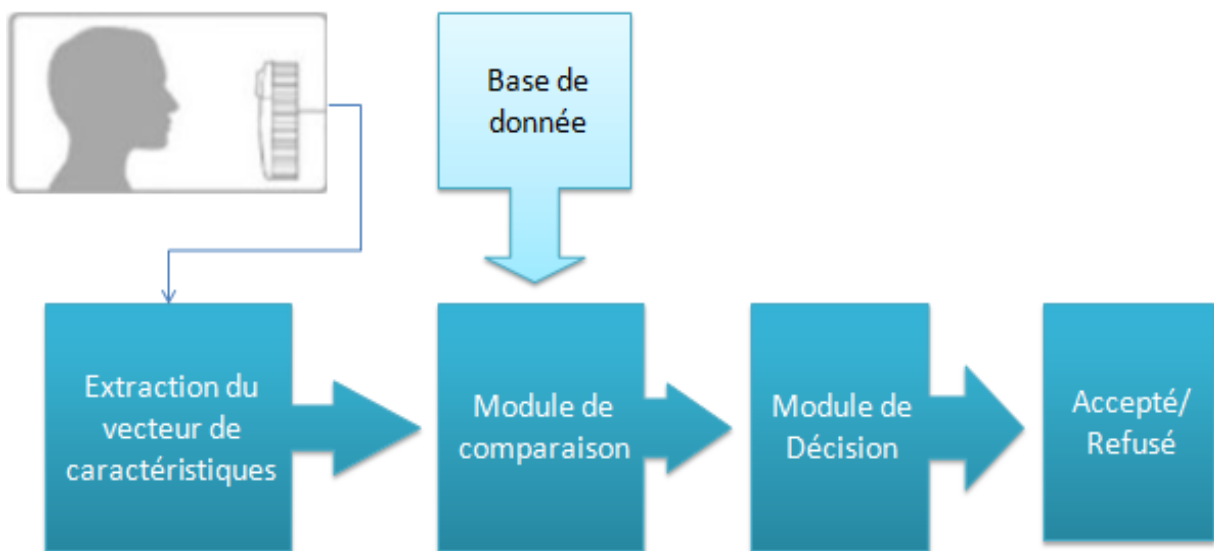 Base de
donnée
Extraction du
vecteur de
caractéristiques
Module de
comparaison
Module de
Décision
Accepté/
Refusé